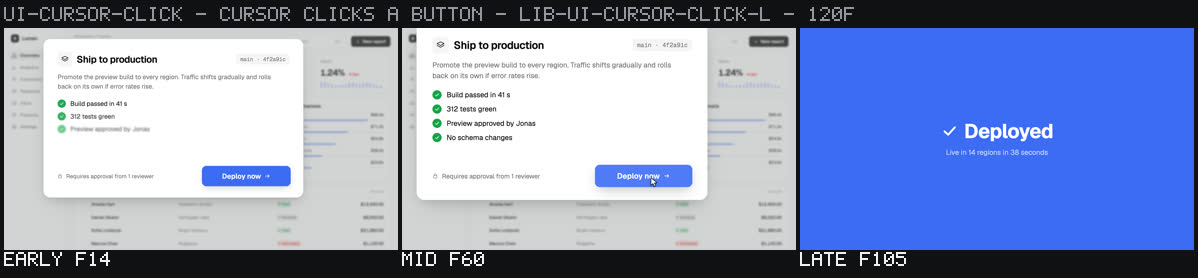 UI-CURSOR-CLICK – CURSOR CLICKS A BUTTON – LIB-UI-CURSOR-CLICK-L – 120F
Ship to production
main · 4f2a91c
Promote the preview build to every region. Traffic shifts gradually and rolls
back on its own if error rates rise.
Build passed in 41 s
312 tests green
Preview approved by Jonas
Requires approval from 1 reviewer
Deploy now →
EARLY F14
Ship to production
main · 4f2a91c
1.24%
Promote the preview build to every region. Traffic shifts gradually and rolls
back on its own if error rates rise.
Build passed in 41 s
312 tests green
Preview approved by Jonas
No schema changes
Requires approval from 1 reviewer
Deploy now →
MID F60
Deployed
Live in 14 regions in 38 seconds
LATE F105